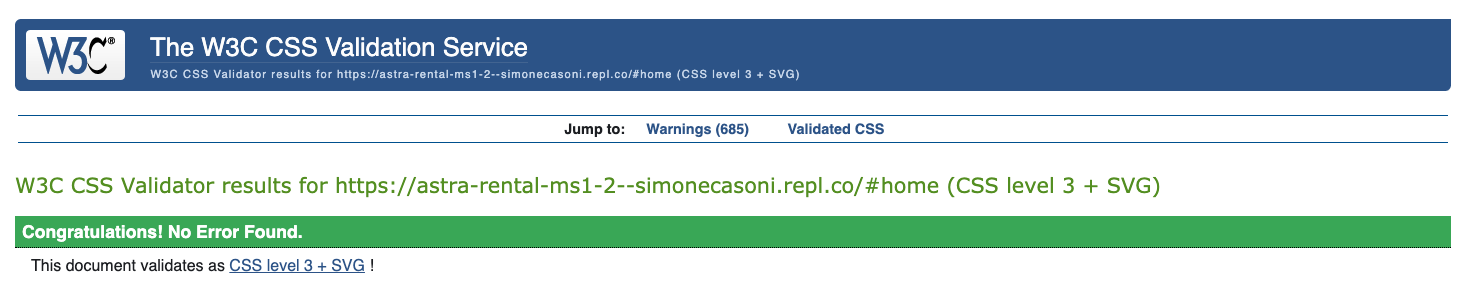 W3C®
The W3C CSS Validation Service
W3C CSS Validator results for https://astra-rental-ms1-2--simonecasoni.repl.co/#home (CSS level 3 + SVG)
Jump to: Warnings (685) Validated CSS
W3C CSS Validator results for https://astra-rental-ms1-2--simonecasoni.repl.co/#home (CSS level 3 + SVG)
Congratulations! No Error Found.
This document validates as CSS level 3 + SVG !